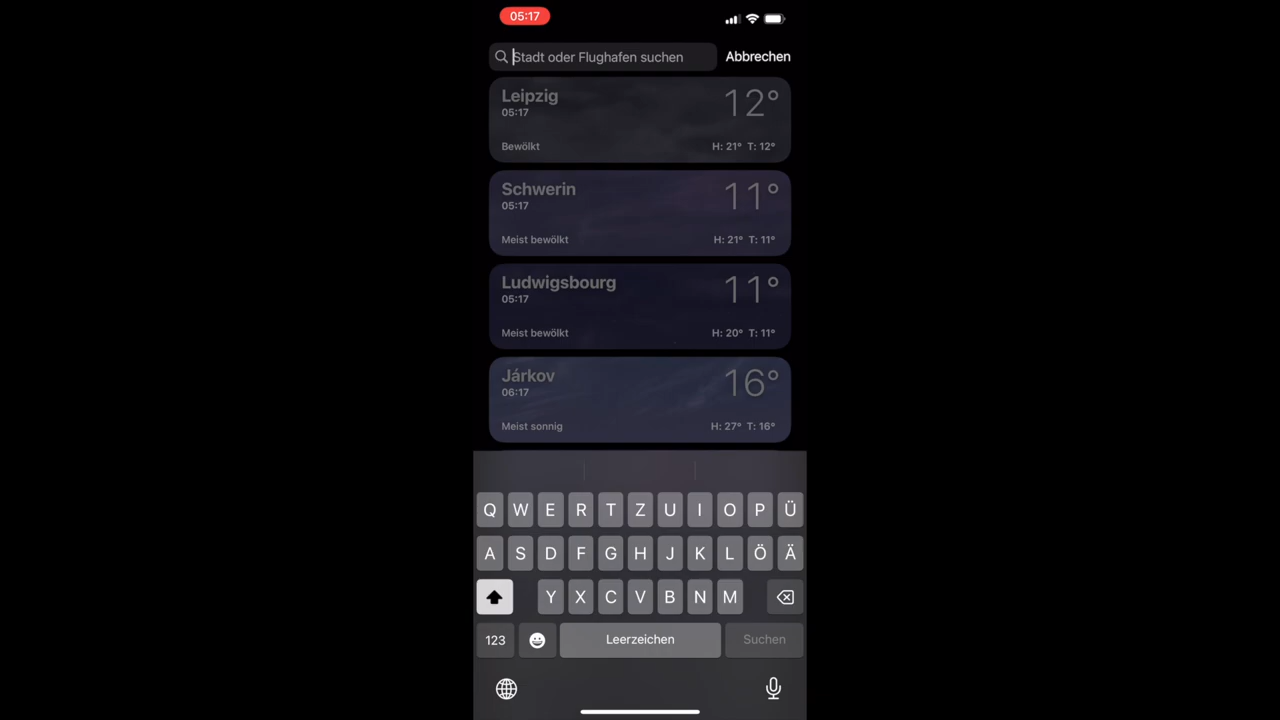 05:17
Stadt oder Flughafen suchen Abbrechen
Leipzig 12°
05:17
Bewölkt H: 21° T: 12°
Schwerin 11°
05:17
Meist bewölkt H: 21° T: 11°
Ludwigsbourg 11°
05:17
Meist bewölkt H: 20° T: 11°
Járkov 16°
06:17
Meist sonnig H: 27° T: 16°
Q W E R T Z U I O P Ü
A S D F G H J K L Ö Ä
Y X C V B N M
123 Leerzeichen Suchen